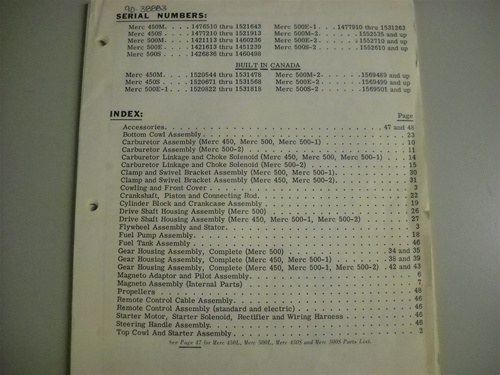 90-38883
SERIAL NUMBERS:
Merc 450M. . . 1476510 thru 1521643 Merc 500E-1. . . 1477910 thru 1531363
Merc 450S . . . 1477210 thru 1521913 Merc 500M-2. . . . 1552535 and up
Merc 500M. . . 1421113 thru 1460236 Merc 500E-2. . . . 1552710 and up
Merc 500E. . . 1421613 thru 1451239 Merc 500S-2 . . . . 1552610 and up
Merc 500S. . . 1426836 thru 1460498
BUILT IN CANADA
Merc 450M. . . 1520544 thru 1531478 Merc 500M-2. . . . 1569489 and up
Merc 450S . . . 1520671 thru 1531568 Merc 500E-2. . . . 1569499 and up
Merc 500E-1 . . 1520822 thru 1531818 Merc 500S-2 . . . . 1569501 and up
INDEX:
Page
Accessories. . . . 47 and 48
Bottom Cowl Assembly. . . . 23
Carburetor Assembly (Merc 450, Merc 500, Merc 500-1) . . . . 10
Carburetor Assembly (Merc 500-2) . . . . 11
Carburetor Linkage and Choke Solenoid (Merc 450, Merc 500, Merc 500-1) . . . . 14
Carburetor Linkage and Choke Solenoid (Merc 500-2) . . . . 15
Clamp and Swivel Bracket Assembly (Merc 500, Merc 500-1). . . . 30
Clamp and Swivel Bracket Assembly (Merc 450, Merc 500-2). . . . 31
Cowling and Front Cover . . . . 3
Crankshaft, Piston and Connecting Rod. . . . 22
Cylinder Block and Crankcase Assembly . . . . 19
Drive Shaft Housing Assembly (Merc 500) . . . . 26
Drive Shaft Housing Assembly (Merc 450, Merc 500-1, Merc 500-2) . . . . 27
Flywheel Assembly and Stator. . . . 3
Fuel Pump Assembly. . . . 18
Fuel Tank Assembly . . . . 46
Gear Housing Assembly, Complete (Merc 500) . . . . 34 and 35
Gear Housing Assembly, Complete (Merc 450, Merc 500-1) . . . . 38 and 39
Gear Housing Assembly, Complete (Merc 450, Merc 500-1, Merc 500-2) . . 42 and 43
Magneto Adaptor and Pilot Assembly. . . . 6
Magneto Assembly (Internal Parts) . . . . 7
Propellers . . . . 46
Remote Control Cable Assembly. . . . 46
Remote Control Assembly (standard and electric) . . . . 46
Starter Motor, Starter Solenoid, Rectifier and Wiring Harness . . . . 46
Steering Handle Assembly. . . . 46
Top Cowl And Starter Assembly . . . . 2
See Page 47 for Merc 450L, Merc 500L, Merc 450S and Merc 500S Parts List.